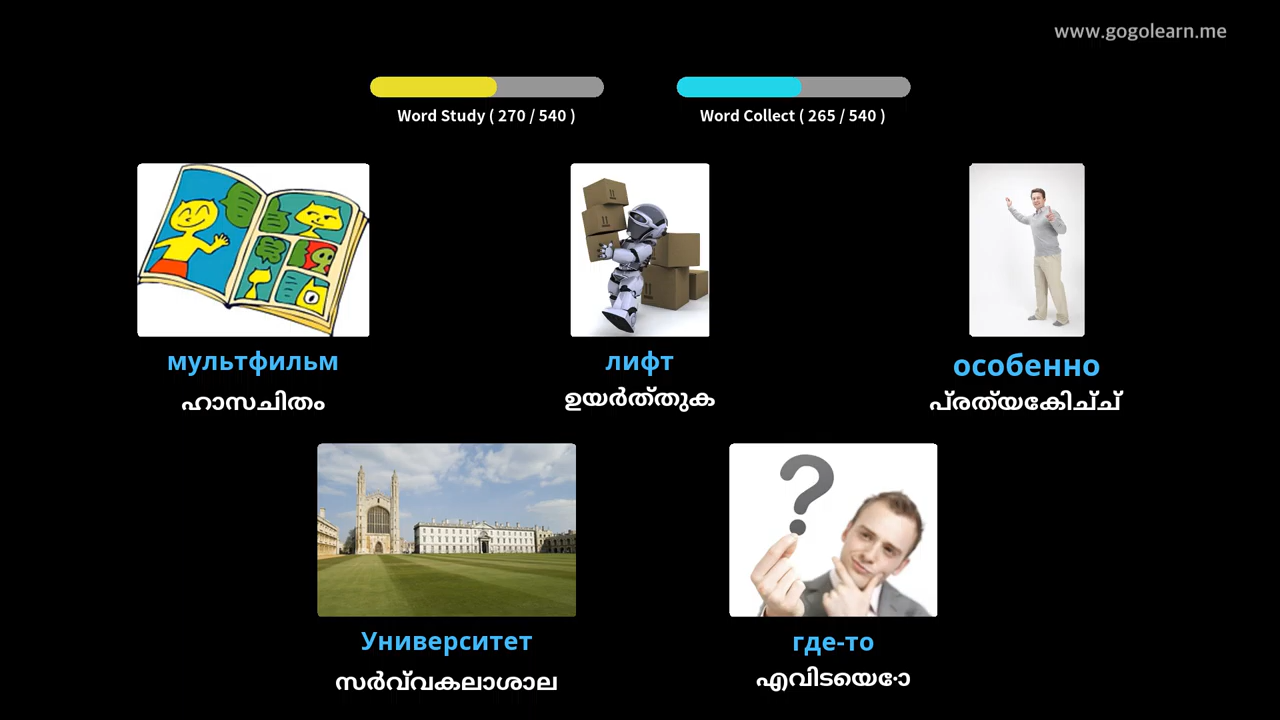 www.gogolearn.me
Word Study ( 270 / 540 )
Word Collect ( 265 / 540 )
мультфильм
ഹാസചിതം
лифт
ഉയർത്തുക
особенно
പ്രത്യകേിച്ച്
Университет
സർവ്വകലാശാല
где-то
എവിടയെോ